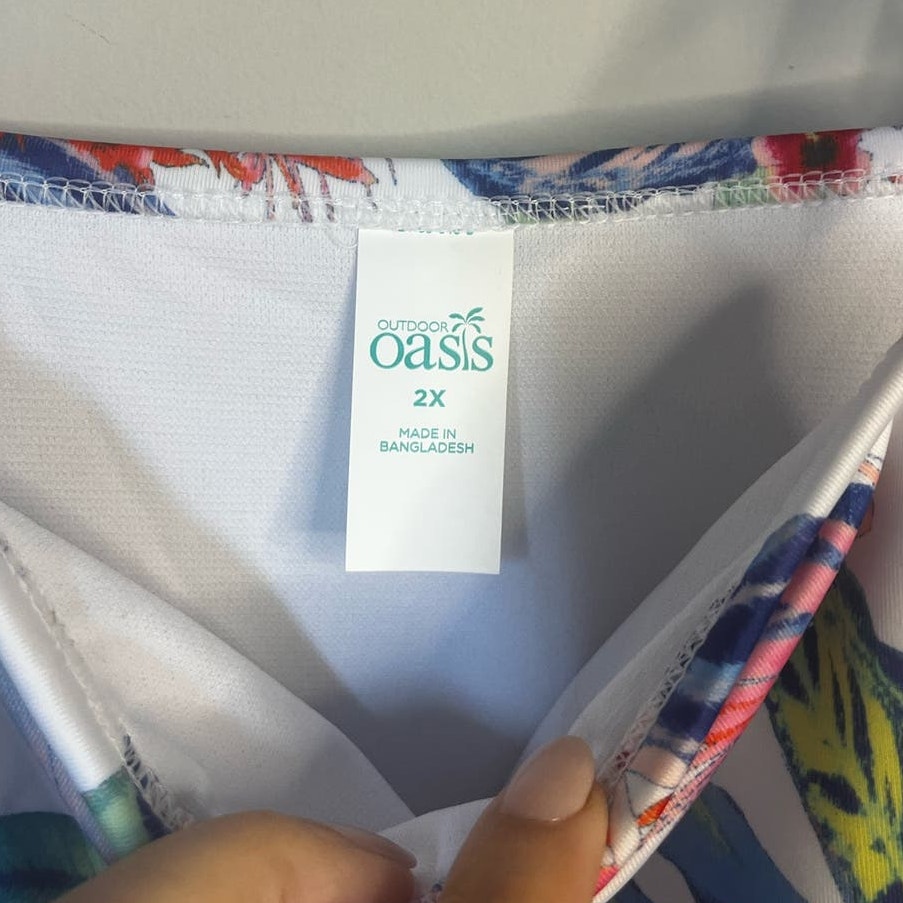 OUTDOOR
Oasis
2X
MADE IN
BANGLADESH